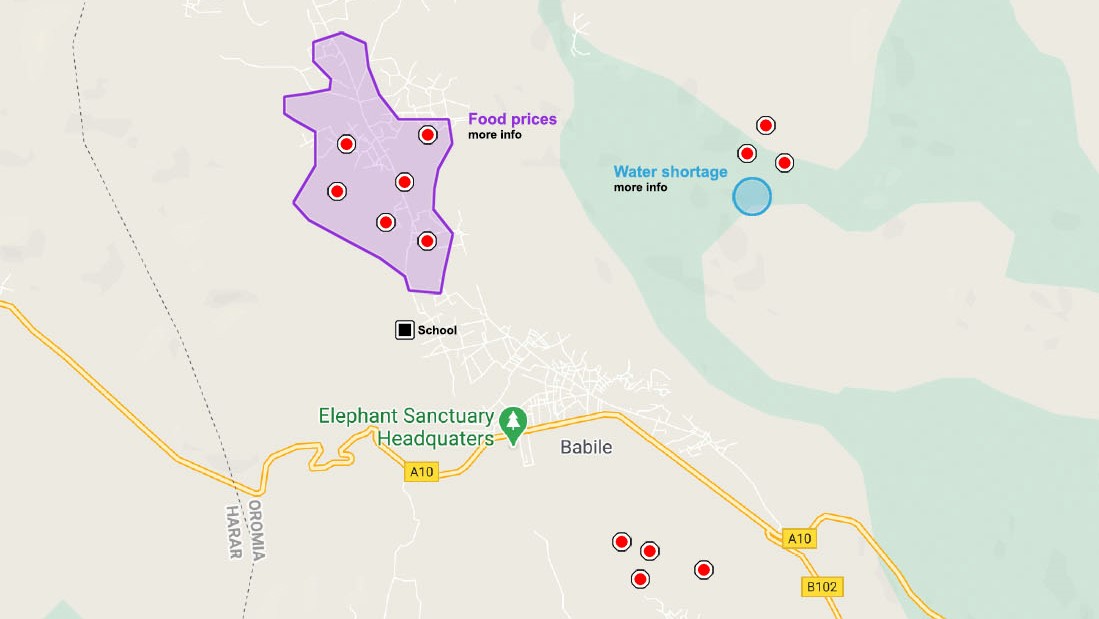 Food prices
more info
Water shortage
more info
School
Elephant Sanctuary
Headquaters
Babile
A10
OROMIA
HARAR
A10
B102